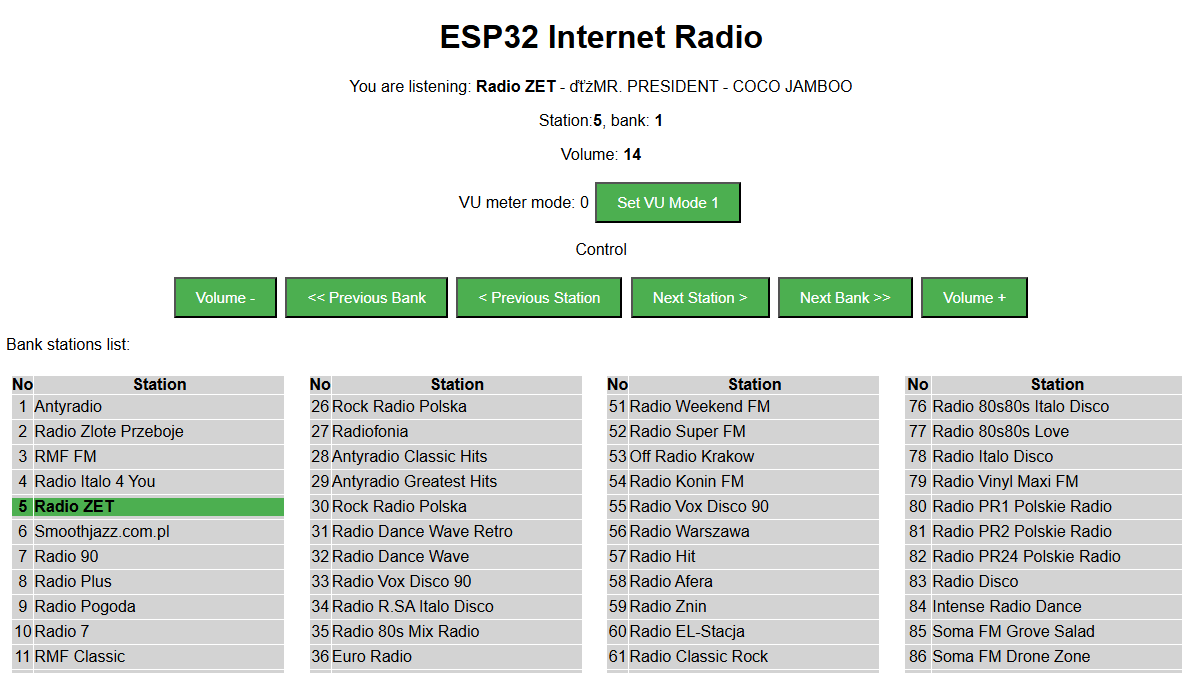 ESP32 Internet Radio
You are listening: Radio ZET - ďťżMR. PRESIDENT - COCO JAMBOO
Station:5, bank: 1
Volume: 14
VU meter mode: 0 Set VU Mode 1
Control
Volume - << Previous Bank < Previous Station Next Station > Next Bank >> Volume +
Bank stations list:
No Station
1 Antyradio
2 Radio Zlote Przeboje
3 RMF FM
4 Radio Italo 4 You
5 Radio ZET
6 Smoothjazz.com.pl
7 Radio 90
8 Radio Plus
9 Radio Pogoda
10 Radio 7
11 RMF Classic
No Station
26 Rock Radio Polska
27 Radiofonia
28 Antyradio Classic Hits
29 Antyradio Greatest Hits
30 Rock Radio Polska
31 Radio Dance Wave Retro
32 Radio Dance Wave
33 Radio Vox Disco 90
34 Radio R.SA Italo Disco
35 Radio 80s Mix Radio
36 Euro Radio
No Station
51 Radio Weekend FM
52 Radio Super FM
53 Off Radio Krakow
54 Radio Konin FM
55 Radio Vox Disco 90
56 Radio Warszawa
57 Radio Hit
58 Radio Afera
59 Radio Znin
60 Radio EL-Stacja
61 Radio Classic Rock
No Station
76 Radio 80s80s Italo Disco
77 Radio 80s80s Love
78 Radio Italo Disco
79 Radio Vinyl Maxi FM
80 Radio PR1 Polskie Radio
81 Radio PR2 Polskie Radio
82 Radio PR24 Polskie Radio
83 Radio Disco
84 Intense Radio Dance
85 Soma FM Grove Salad
86 Soma FM Drone Zone